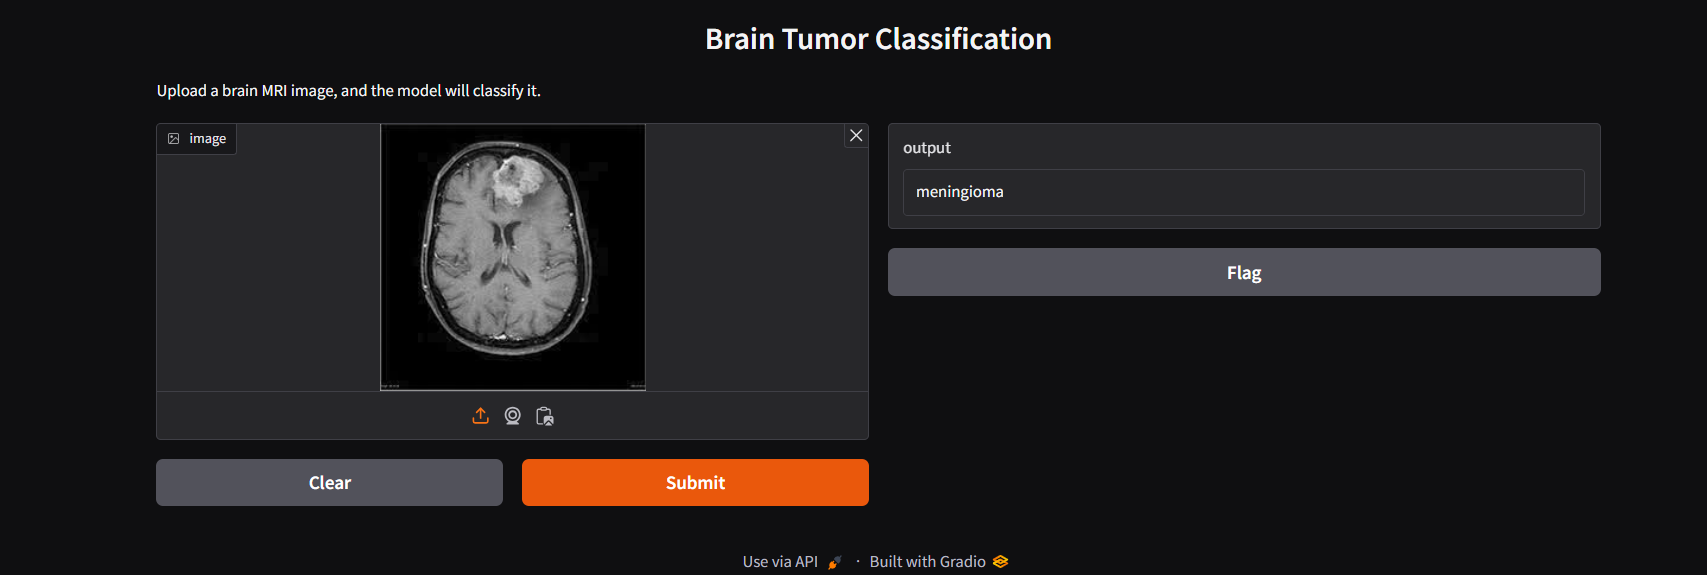 Brain Tumor Classification
Upload a brain MRI image, and the model will classify it.
image
output
meningioma
Flag
Clear
Submit
Use via API · Built with Gradio